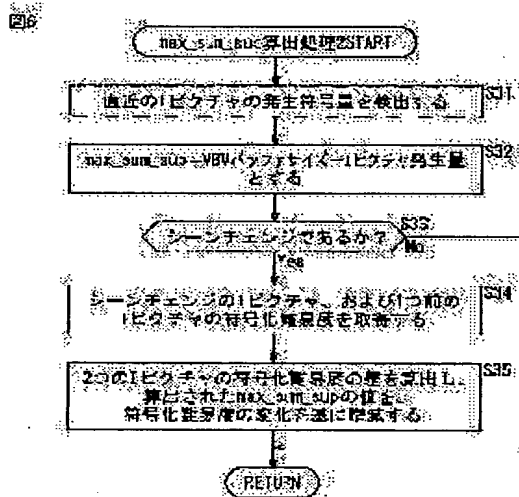 図6
max_sum_sup算出処理2START
直近のIピクチャの発生符号量を検出する
S31
max_sum_sup=VBVバッファサイズ-Iピクチャ発生量
とする
S32
シーンチェンジであるか?
S33
No
Yes
シーンチェンジのIピクチャ、および1つ前の
Iピクチャの符号化難易度を取得する
S34
2つのIピクチャの符号化難易度の差を算出し、
算出されたmax_sum_supの値を、
符号化難易度の変化を基に増減する
S35
RETURN